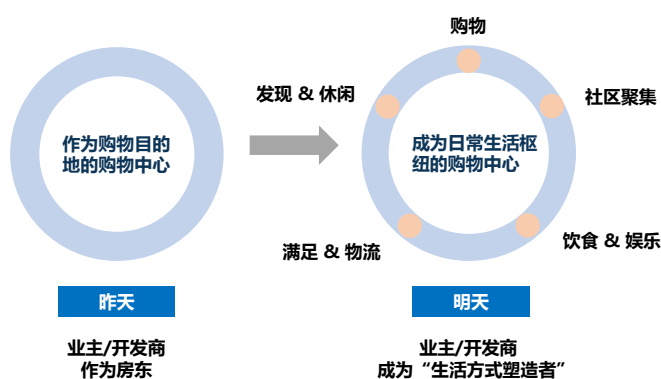 购物
发现 & 休闲
社区聚集
作为购物目的
地的购物中心
成为日常生活枢
纽的购物中心
满足 & 物流
饮食 & 娱乐
昨天
明天
业主/开发商
作为房东
业主/开发商
成为“生活方式塑造者”